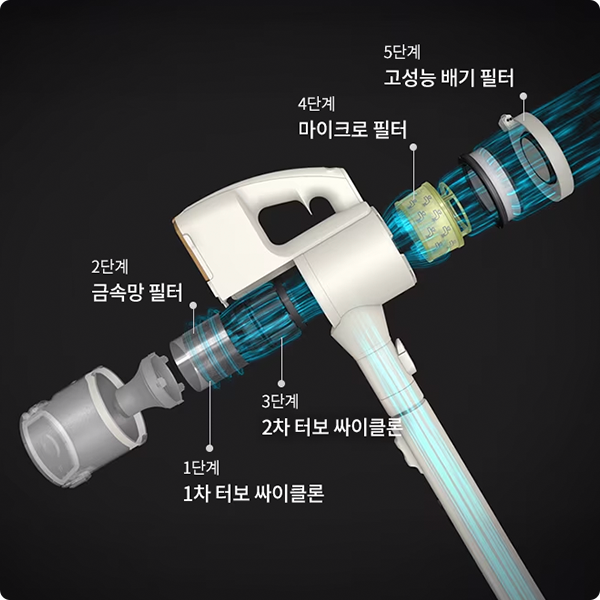 5단계
고성능 배기 필터
4단계
마이크로 필터
2단계
금속망 필터
3단계
2차 터보 싸이클론
1단계
1차 터보 싸이클론